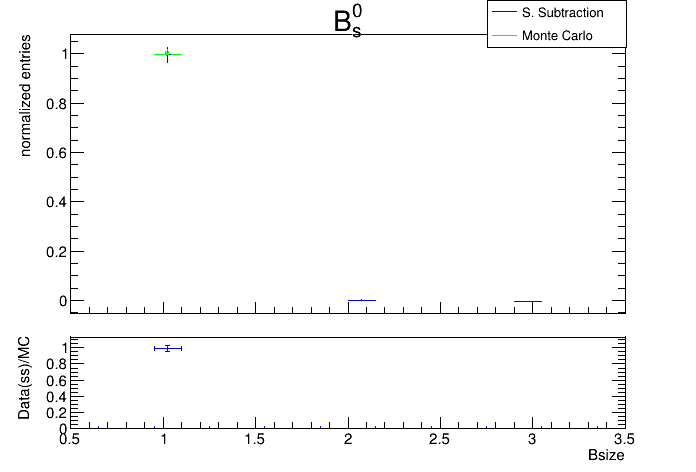 B0s
S. Subtraction
Monte Carlo
normalized entries
1
0.8
0.6
0.4
0.2
0
Data(ss)/MC
1
0.8
0.6
0.4
0.2
0
0.5 1 1.5 2 2.5 3 3.5
Bsize